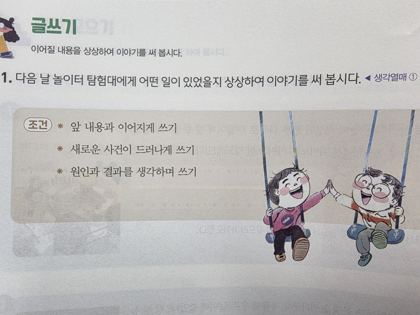 글쓰기
이어질 내용을 상상하여 이야기를 써 봅시다.
1. 다음 날 놀이터 탐험대에게 어떤 일이 있었을지 상상하여 이야기를 써 봅시다. ◀ 생각열매 ①
조건 * 앞 내용과 이어지게 쓰기
* 새로운 사건이 드러나게 쓰기
* 원인과 결과를 생각하며 쓰기